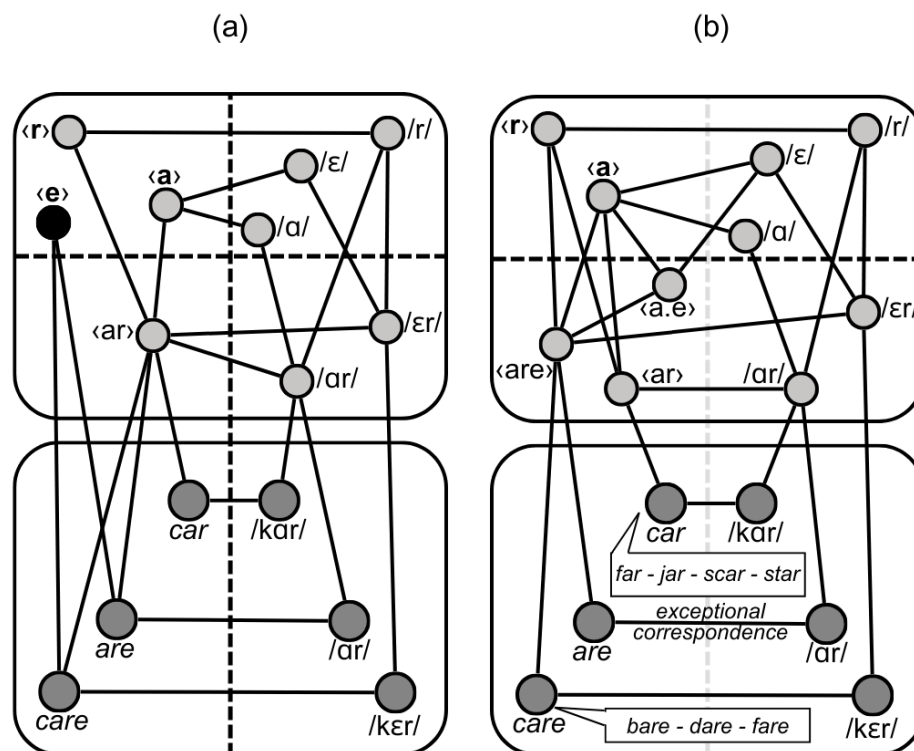 (a)
‹r›
/r/
‹a›
/ɛ/
‹e›
/ɑ/
‹ar›
/ɛr/
/ɑr/
car
/kɑr/
are
/ɑr/
care
/kɛr/
(b)
‹r›
/r/
‹a›
/ɛ/
/ɑ/
‹a.e›
/ɛr/
‹are›
‹ar›
/ɑr/
car
/kɑr/
far - jar - scar - star
exceptional
correspondence
are
/ɑr/
care
bare - dare - fare
/kɛr/